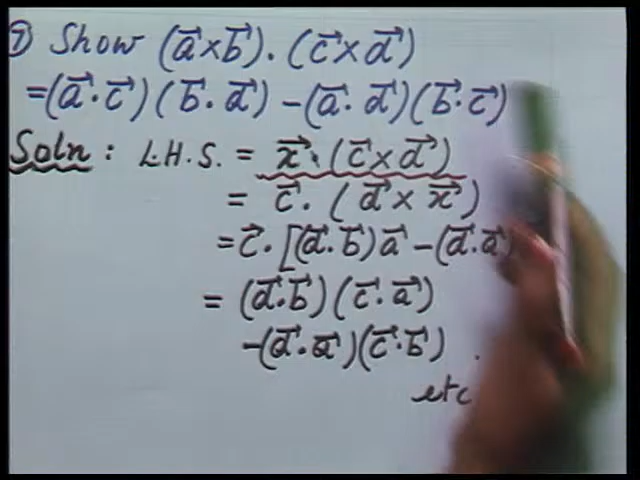 ⑦ Show (a⃗×b⃗).(c⃗×d⃗)
=(a⃗.c⃗)(b⃗.d⃗)-(a⃗.d⃗)(b⃗.c⃗)
Soln: L.H.S. = x⃗.(c⃗×d⃗)
= c⃗.(d⃗×x⃗)
=c⃗.[(d⃗.b⃗)a⃗-(d⃗.a⃗)
= (d⃗.b⃗)(c⃗.a⃗)
-(d⃗.a⃗)(c⃗.b⃗).
etc